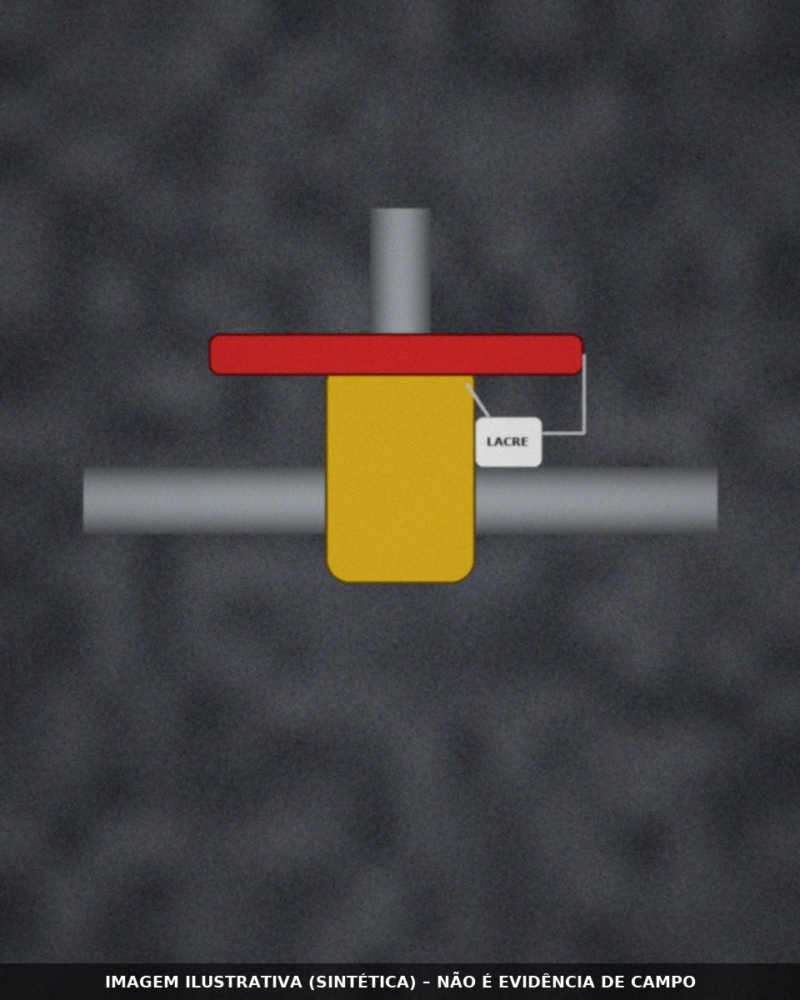 LACRE
IMAGEM ILUSTRATIVA (SINTÉTICA) – NÃO É EVIDÊNCIA DE CAMPO